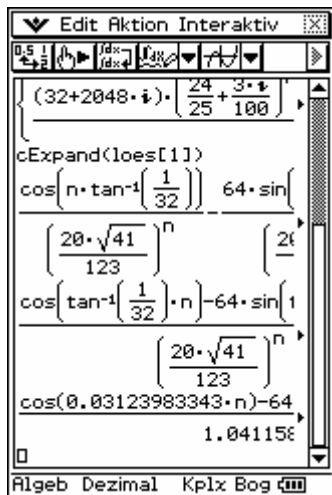 Edit Aktion Interaktiv
(32+2048·i)·(24/25+3·i/100)
cExpand(loes[1])
cos(n·tan⁻¹(1/32)) 64·sin(
(20·√41/123)ⁿ (2
cos(tan⁻¹(1/32)·n)-64·sin(
(20·√41/123)ⁿ
cos(0.03123983343·n)-64
1.04115
Algeb Dezimal Kplx Bog